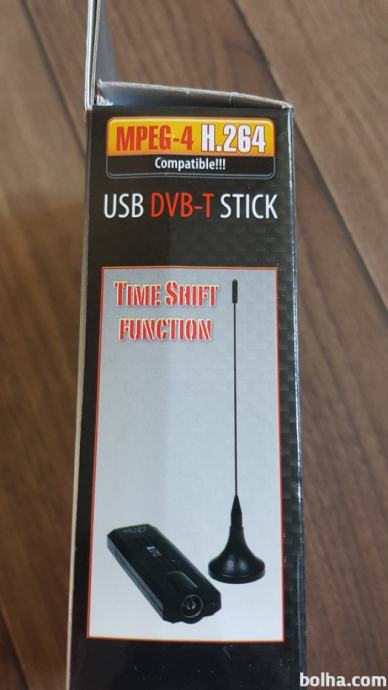 MPEG-4 H.264
Compatible!!!
USB DVB-T STICK
TIME SHIFT
FUNCTION
bolha.com